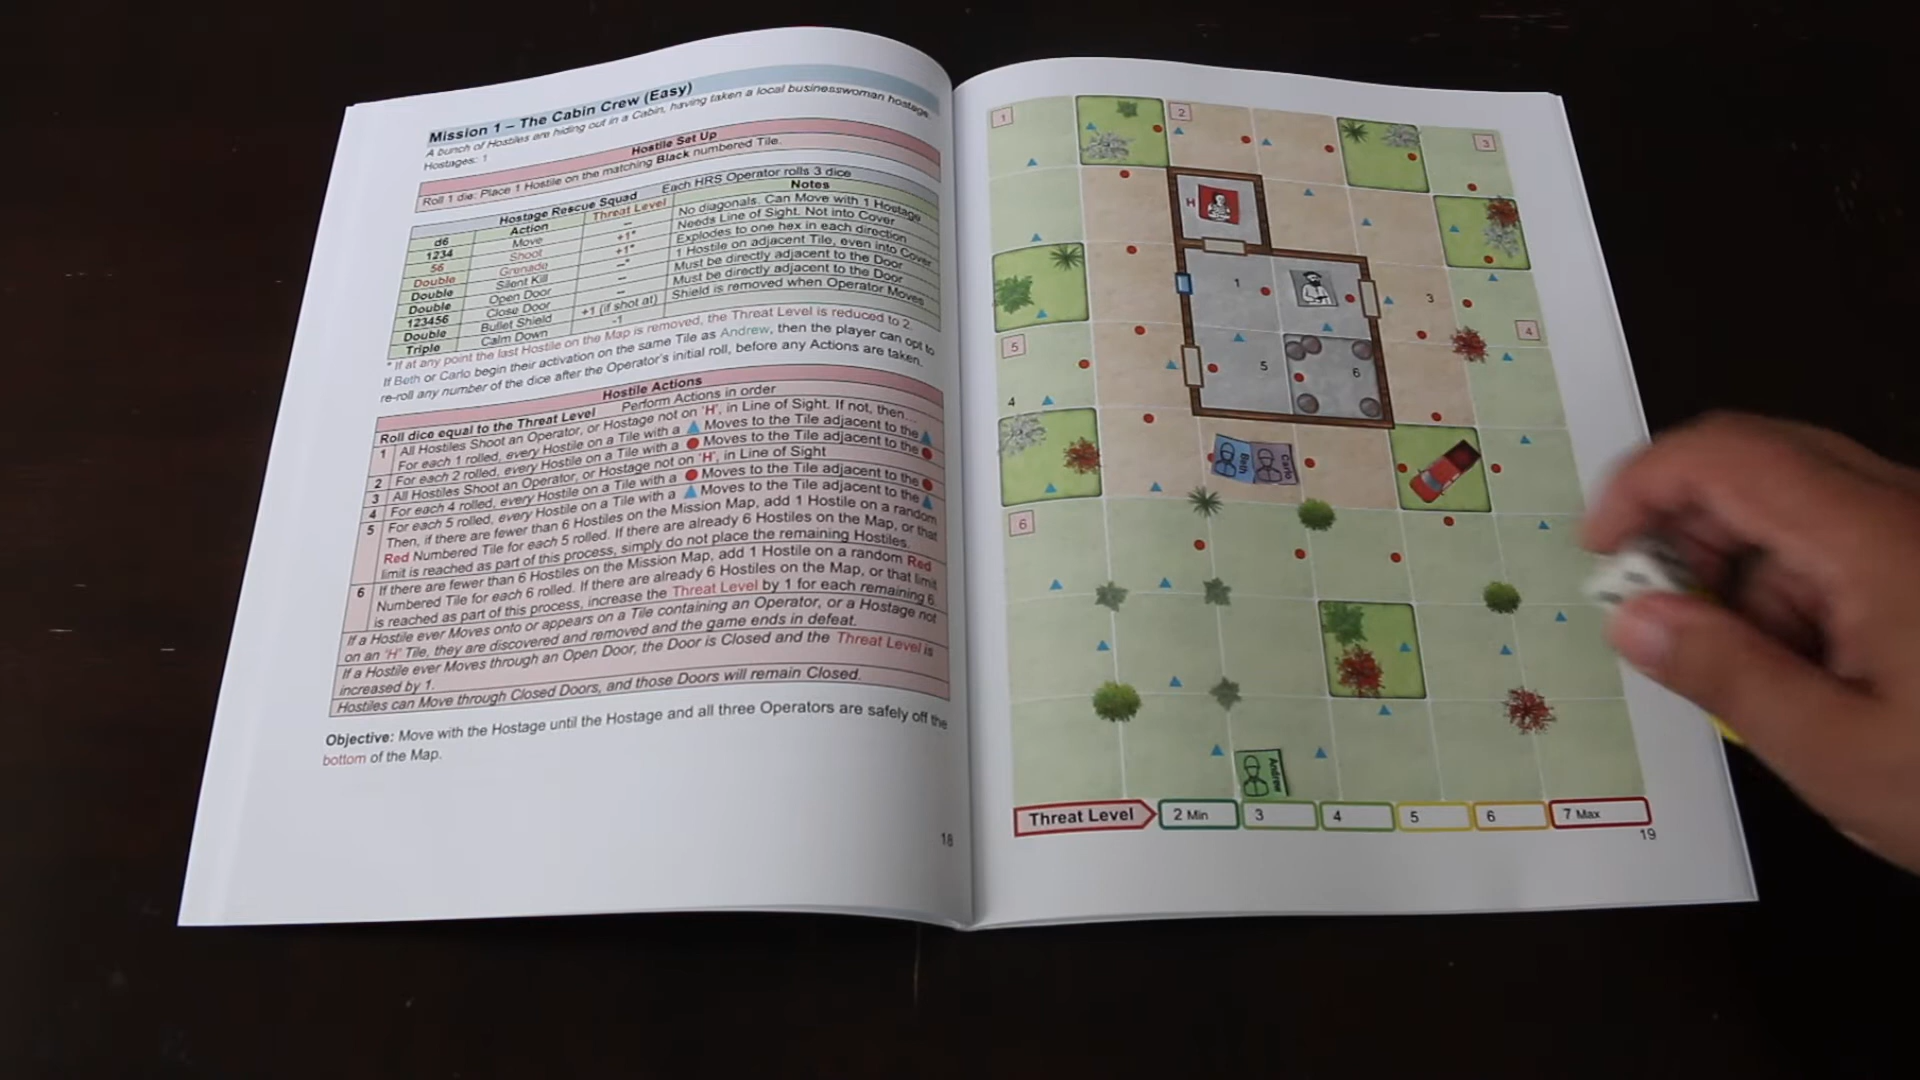 Mission 1 – The Cabin Crew (Easy)
A bunch of Hostiles are hiding out in a Cabin, having taken a local businesswoman hostage.
Hostages: 1
Hostile Set Up
Roll 1 die: Place 1 Hostile on the matching Black numbered Tile.
Hostage Rescue Squad Each HRS Operator rolls 3 dice
d6 Action Threat Level Notes
1234 Move – No diagonals. Can Move with 1 Hostage
56 Shoot +1* Needs Line of Sight. Not into Cover
Double Grenade +1* Explodes to one hex in each direction
Double Silent Kill –* 1 Hostile on adjacent Tile, even into Cover
Double Open Door – Must be directly adjacent to the Door
Double Close Door – Must be directly adjacent to the Door
123456 Bullet Shield +1 (if shot at) Shield is removed when Operator Moves
Double Calm Down -1
Triple
* If at any point the last Hostile on the Map is removed, the Threat Level is reduced to 2.
If Beth or Carlo begin their activation on the same Tile as Andrew, then the player can opt to
re-roll any number of the dice after the Operator's initial roll, before any Actions are taken.
Hostile Actions
Roll dice equal to the Threat Level Perform Actions in order
1 All Hostiles Shoot an Operator, or Hostage not on 'H', in Line of Sight. If not, then...
For each 1 rolled, every Hostile on a Tile with a Moves to the Tile adjacent to the
2 For each 2 rolled, every Hostile on a Tile with a Moves to the Tile adjacent to the
3 All Hostiles Shoot an Operator, or Hostage not on 'H', in Line of Sight
4 For each 4 rolled, every Hostile on a Tile with a Moves to the Tile adjacent to the
5 For each 5 rolled, every Hostile on a Tile with a Moves to the Tile adjacent to the
Then, if there are fewer than 6 Hostiles on the Mission Map, add 1 Hostile on a random
Red Numbered Tile for each 5 rolled. If there are already 6 Hostiles on the Map, or that
limit is reached as part of this process, simply do not place the remaining Hostiles.
6 If there are fewer than 6 Hostiles on the Mission Map, add 1 Hostile on a random Red
Numbered Tile for each 6 rolled. If there are already 6 Hostiles on the Map, or that limit
is reached as part of this process, increase the Threat Level by 1 for each remaining 6.
If a Hostile ever Moves onto or appears on a Tile containing an Operator, or a Hostage not
on an 'H' Tile, they are discovered and removed and the game ends in defeat.
If a Hostile ever Moves through an Open Door, the Door is Closed and the Threat Level is
increased by 1.
Hostiles can Move through Closed Doors, and those Doors will remain Closed.
Objective: Move with the Hostage until the Hostage and all three Operators are safely off the
bottom of the Map.
18
1
2
3
H
1
3
4
5
5
6
4
Beth
Carlo
6
Andrew
Threat Level 2 Min 3 4 5 6 7 Max
19